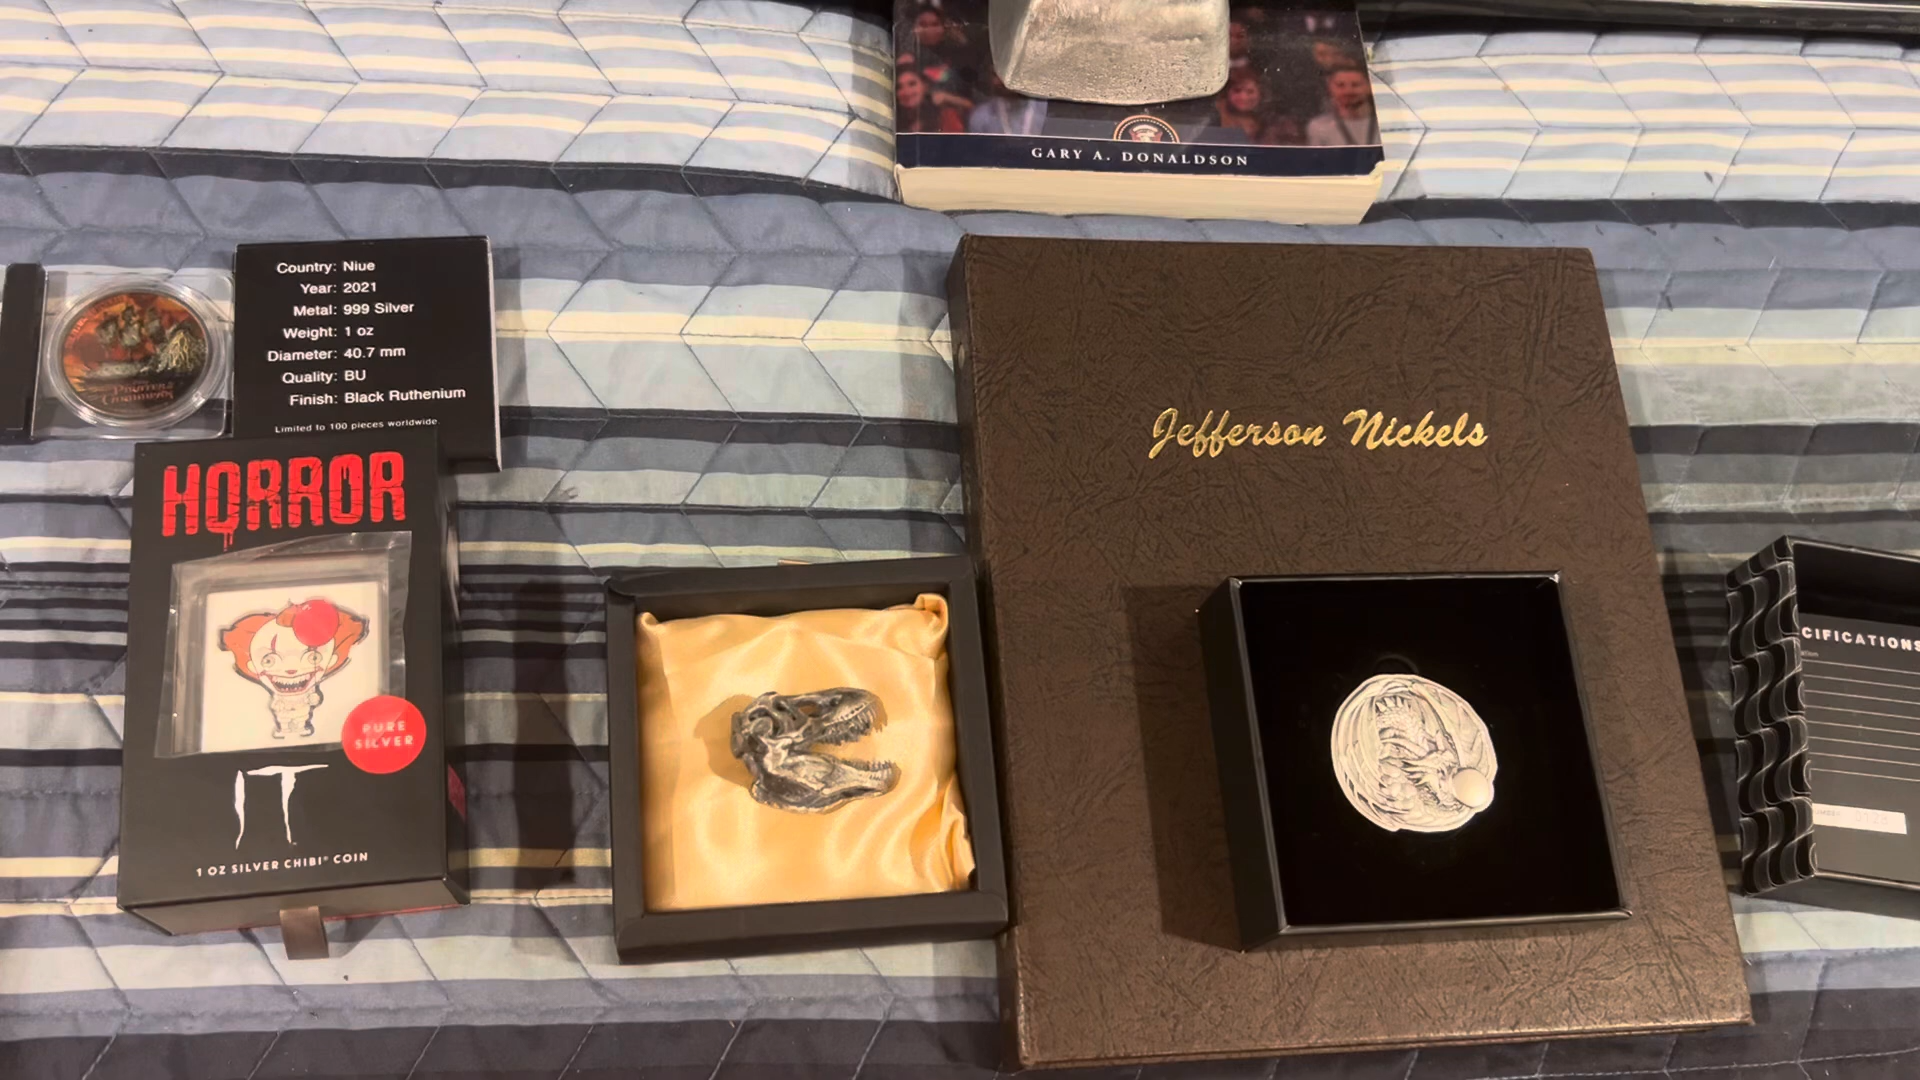 GARY A. DONALDSON
Country: Niue
Year: 2021
Metal: 999 Silver
Weight: 1 oz
Diameter: 40.7 mm
Quality: BU
Finish: Black Ruthenium
Limited to 100 pieces worldwide.
HORROR
PURE
SILVER
IT
1 OZ SILVER CHIBI® COIN
Jefferson Nickels
CIFICATIONS